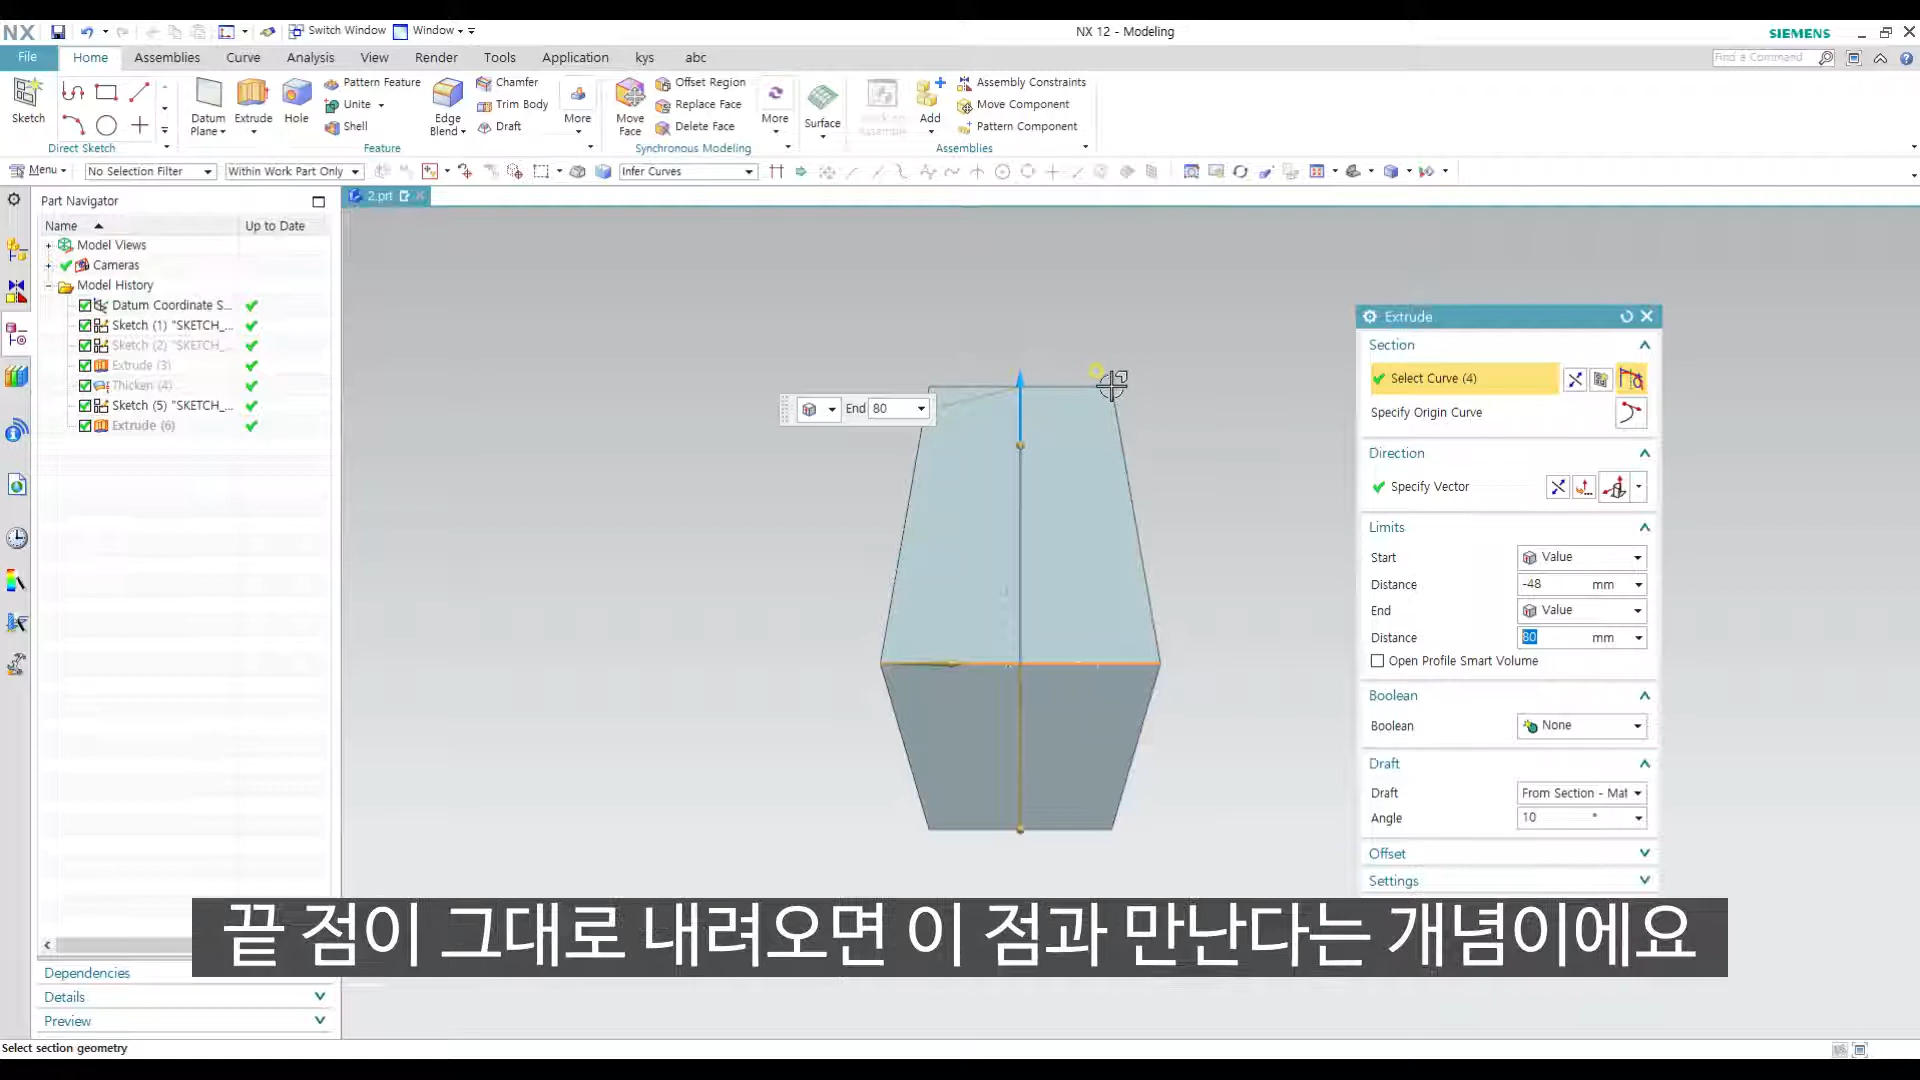 NX
Switch Window
Window
NX 12 - Modeling
SIEMENS
File
Home
Assemblies
Curve
Analysis
View
Render
Tools
Application
kys
abc
Find a Command
Sketch
Direct Sketch
Datum Plane
Extrude
Hole
Pattern Feature
Unite
Shell
Edge Blend
Chamfer
Trim Body
Draft
More
Feature
Move Face
Offset Region
Replace Face
Delete Face
More
Synchronous Modeling
Surface
Add
Assembly Constraints
Move Component
Pattern Component
Assemblies
Menu
No Selection Filter
Within Work Part Only
Infer Curves
Part Navigator
2.prt
Name
Up to Date
Model Views
Cameras
Model History
Datum Coordinate S...
Sketch (1) "SKETCH_...
Sketch (2) "SKETCH_...
Extrude (3)
Thicken (4)
Sketch (5) "SKETCH_...
Extrude (6)
Dependencies
Details
Preview
End 80
Extrude
Section
Select Curve (4)
Specify Origin Curve
Direction
Specify Vector
Limits
Start Value
Distance -48 mm
End Value
Distance 80 mm
Open Profile Smart Volume
Boolean
Boolean None
Draft
Draft From Section - Mat
Angle 10 °
Offset
Settings
끝 점이 그대로 내려오면 이 점과 만난다는 개념이에요
Select section geometry